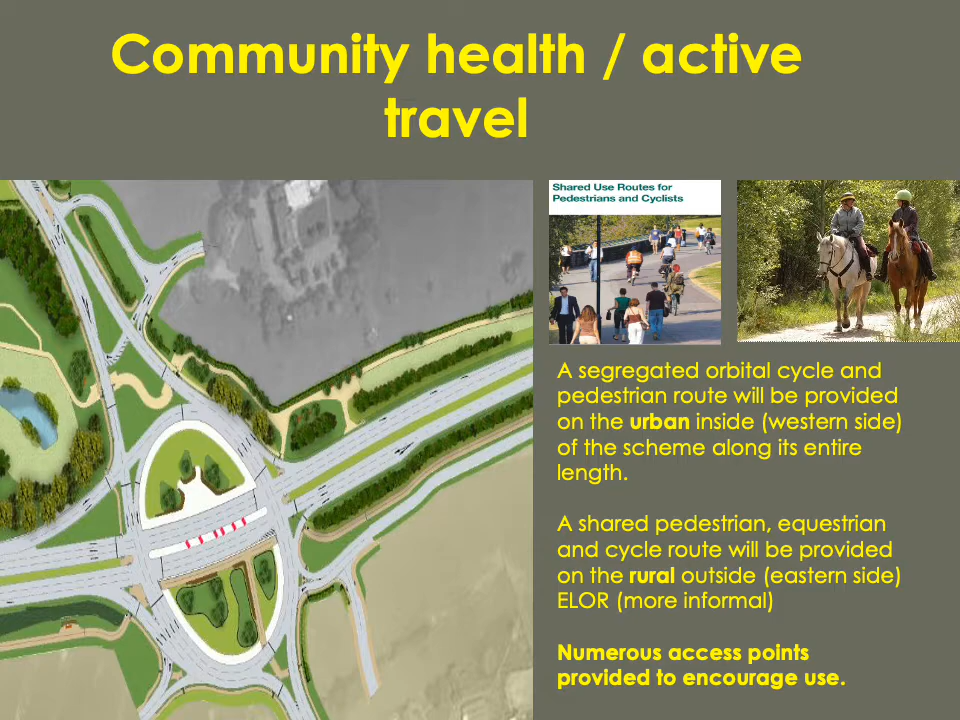 Community health / active
travel
Shared Use Routes for
Pedestrians and Cyclists
A segregated orbital cycle and
pedestrian route will be provided
on the urban inside (western side)
of the scheme along its entire
length.
A shared pedestrian, equestrian
and cycle route will be provided
on the rural outside (eastern side)
ELOR (more informal)
Numerous access points
provided to encourage use.